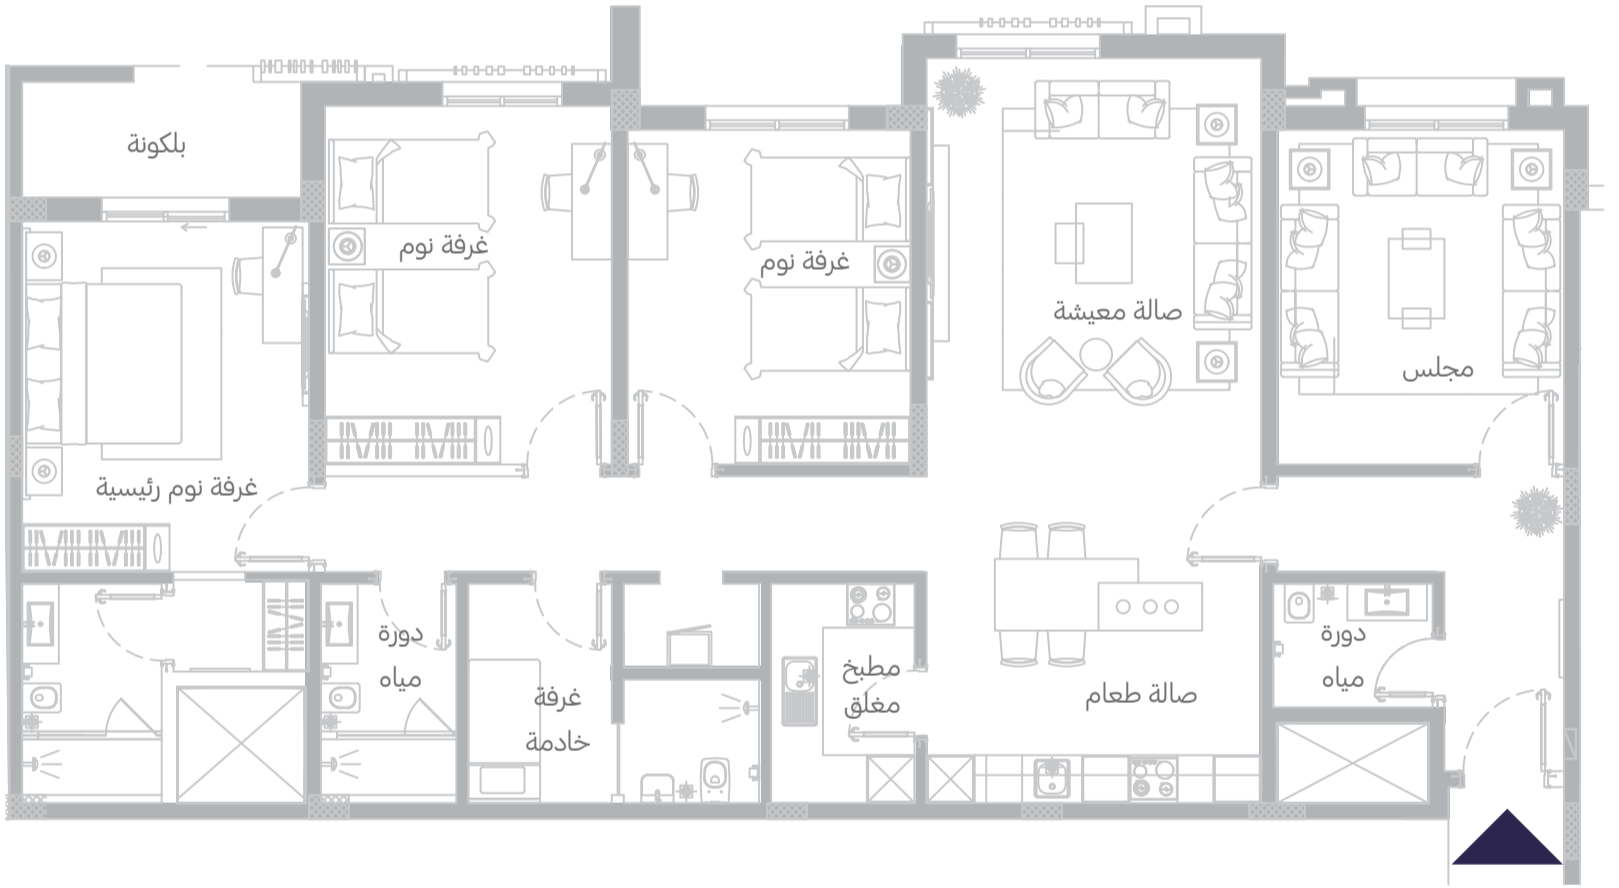 بلكونة
غرفة نوم
غرفة نوم
صالة معيشة
مجلس
غرفة نوم رئيسية
دورة
مياه
غرفة
خادمة
مطبخ
مغلق
صالة طعام
دورة
مياه